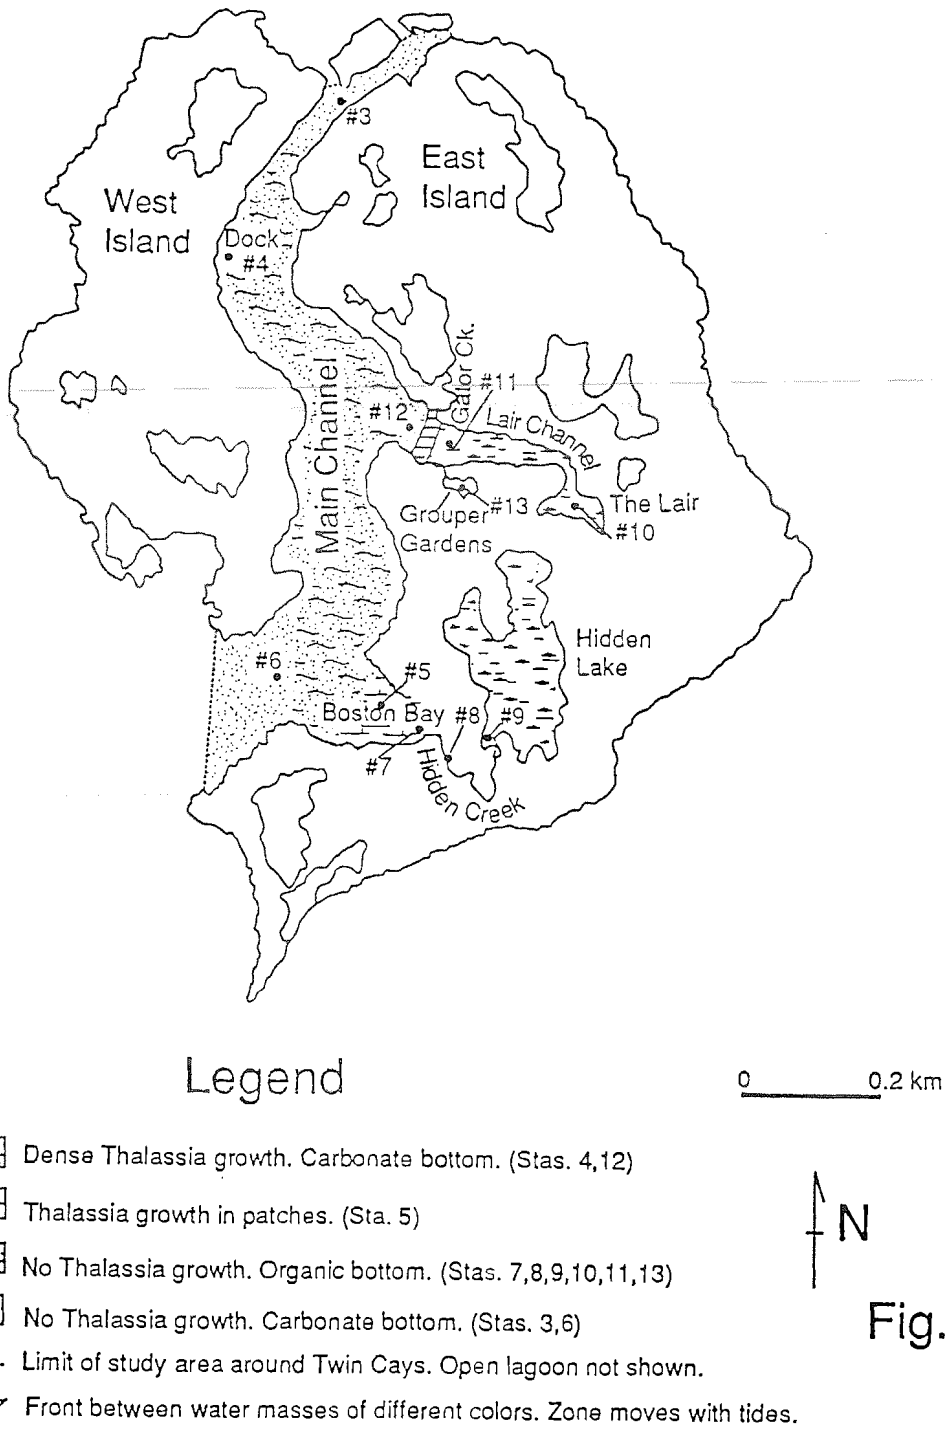 #3
East
Island
West
Island
Dock
#4
Gator Ck.
#11
#12
Lair Channel
Main Channel
#13
The Lair
Grouper
Gardens
#10
Hidden
Lake
#6
#5
Boston Bay
#8
#9
#7
Hidden Creek
Legend
0
0.2 km
Dense Thalassia growth. Carbonate bottom. (Stas. 4,12)
Thalassia growth in patches. (Sta. 5)
N
No Thalassia growth. Organic bottom. (Stas. 7,8,9,10,11,13)
No Thalassia growth. Carbonate bottom. (Stas. 3,6)
Fig.
Limit of study area around Twin Cays. Open lagoon not shown.
Front between water masses of different colors. Zone moves with tides.